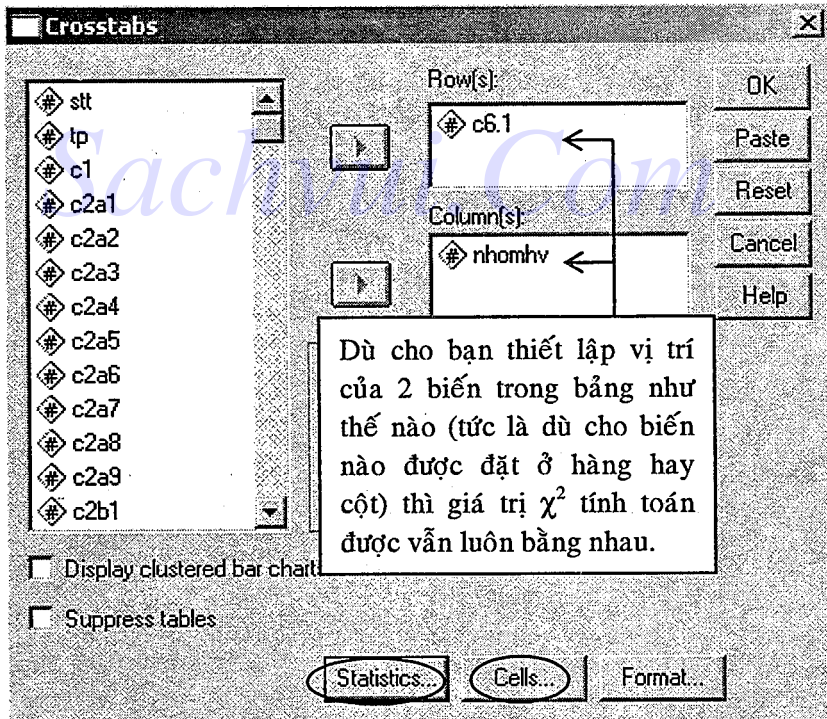 Crosstabs
stt
tp
c1
c2a1
c2a2
c2a3
c2a4
c2a5
c2a6
c2a7
c2a8
c2a9
c2b1
Row(s):
c6.1
Column(s):
nhomhv
OK
Paste
Reset
Cancel
Help
Sachvui.Com
Dù cho bạn thiết lập vị trí
của 2 biến trong bảng như
thế nào (tức là dù cho biến
nào được đặt ở hàng hay
cột) thì giá trị χ² tính toán
được vẫn luôn bằng nhau.
Display clustered bar chart
Suppress tables
Statistics...
Cells...
Format...